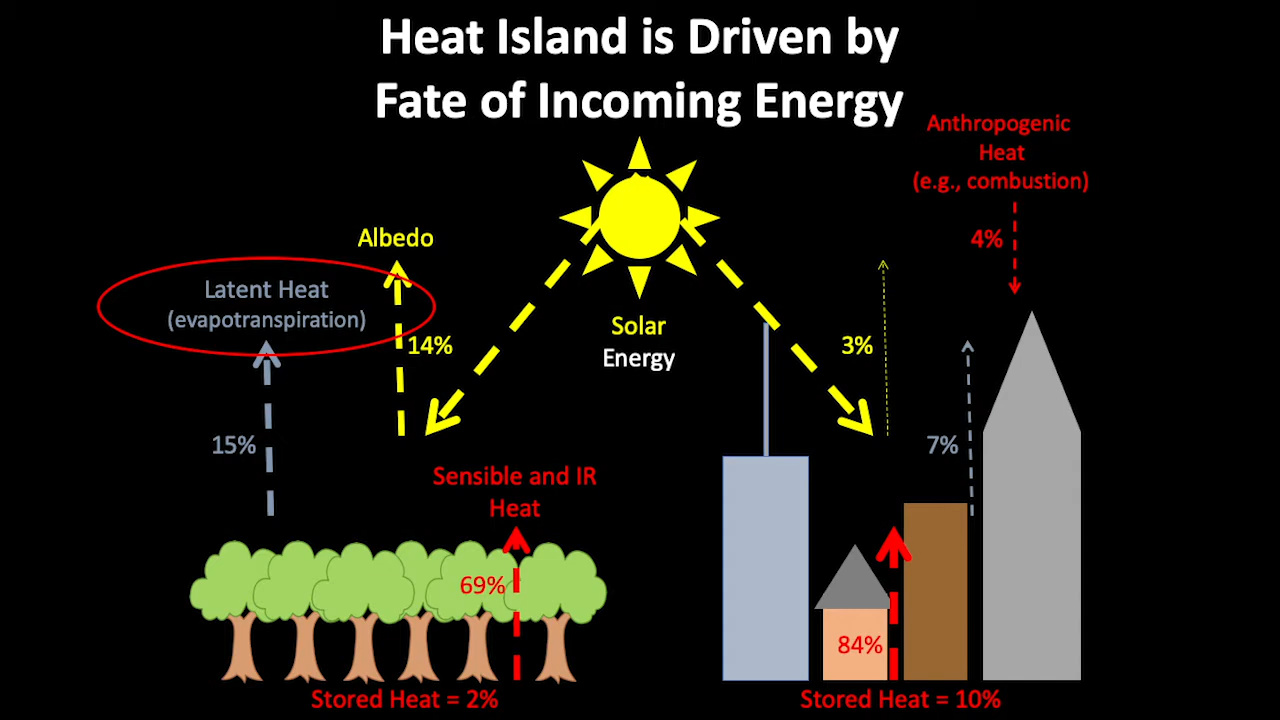 Heat Island is Driven by
Fate of Incoming Energy
Anthropogenic
Heat
(e.g., combustion)
4%
Albedo
Latent Heat
(evapotranspiration)
14%
15%
Solar
Energy
3%
7%
Sensible and IR
Heat
69%
84%
Stored Heat = 2%
Stored Heat = 10%